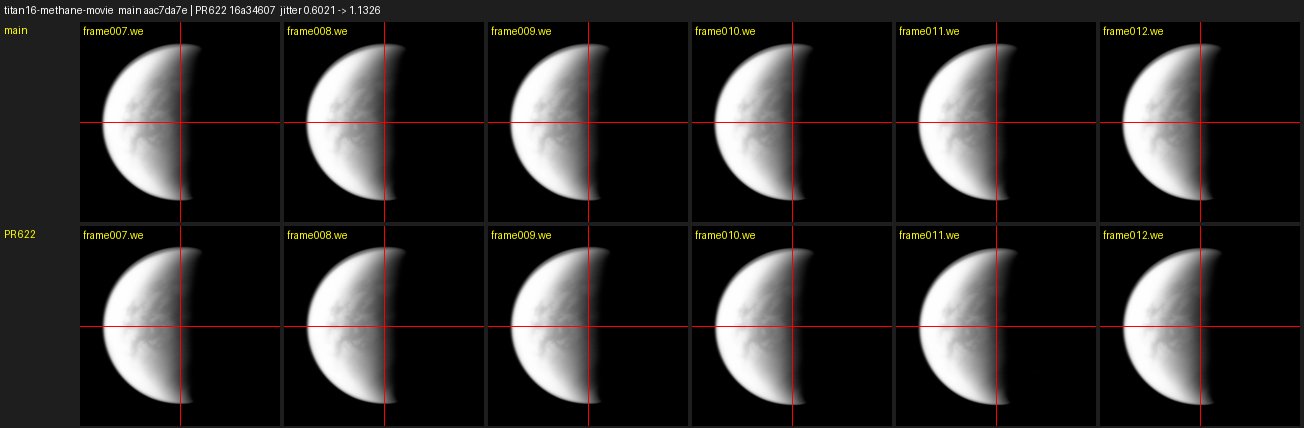 titan16-methane-movie main aac7da7e | PR622 16a34607 jitter 0.6021 -> 1.1326
main
frame007.we frame008.we frame009.we frame010.we frame011.we frame012.we
PR622
frame007.we frame008.we frame009.we frame010.we frame011.we frame012.we